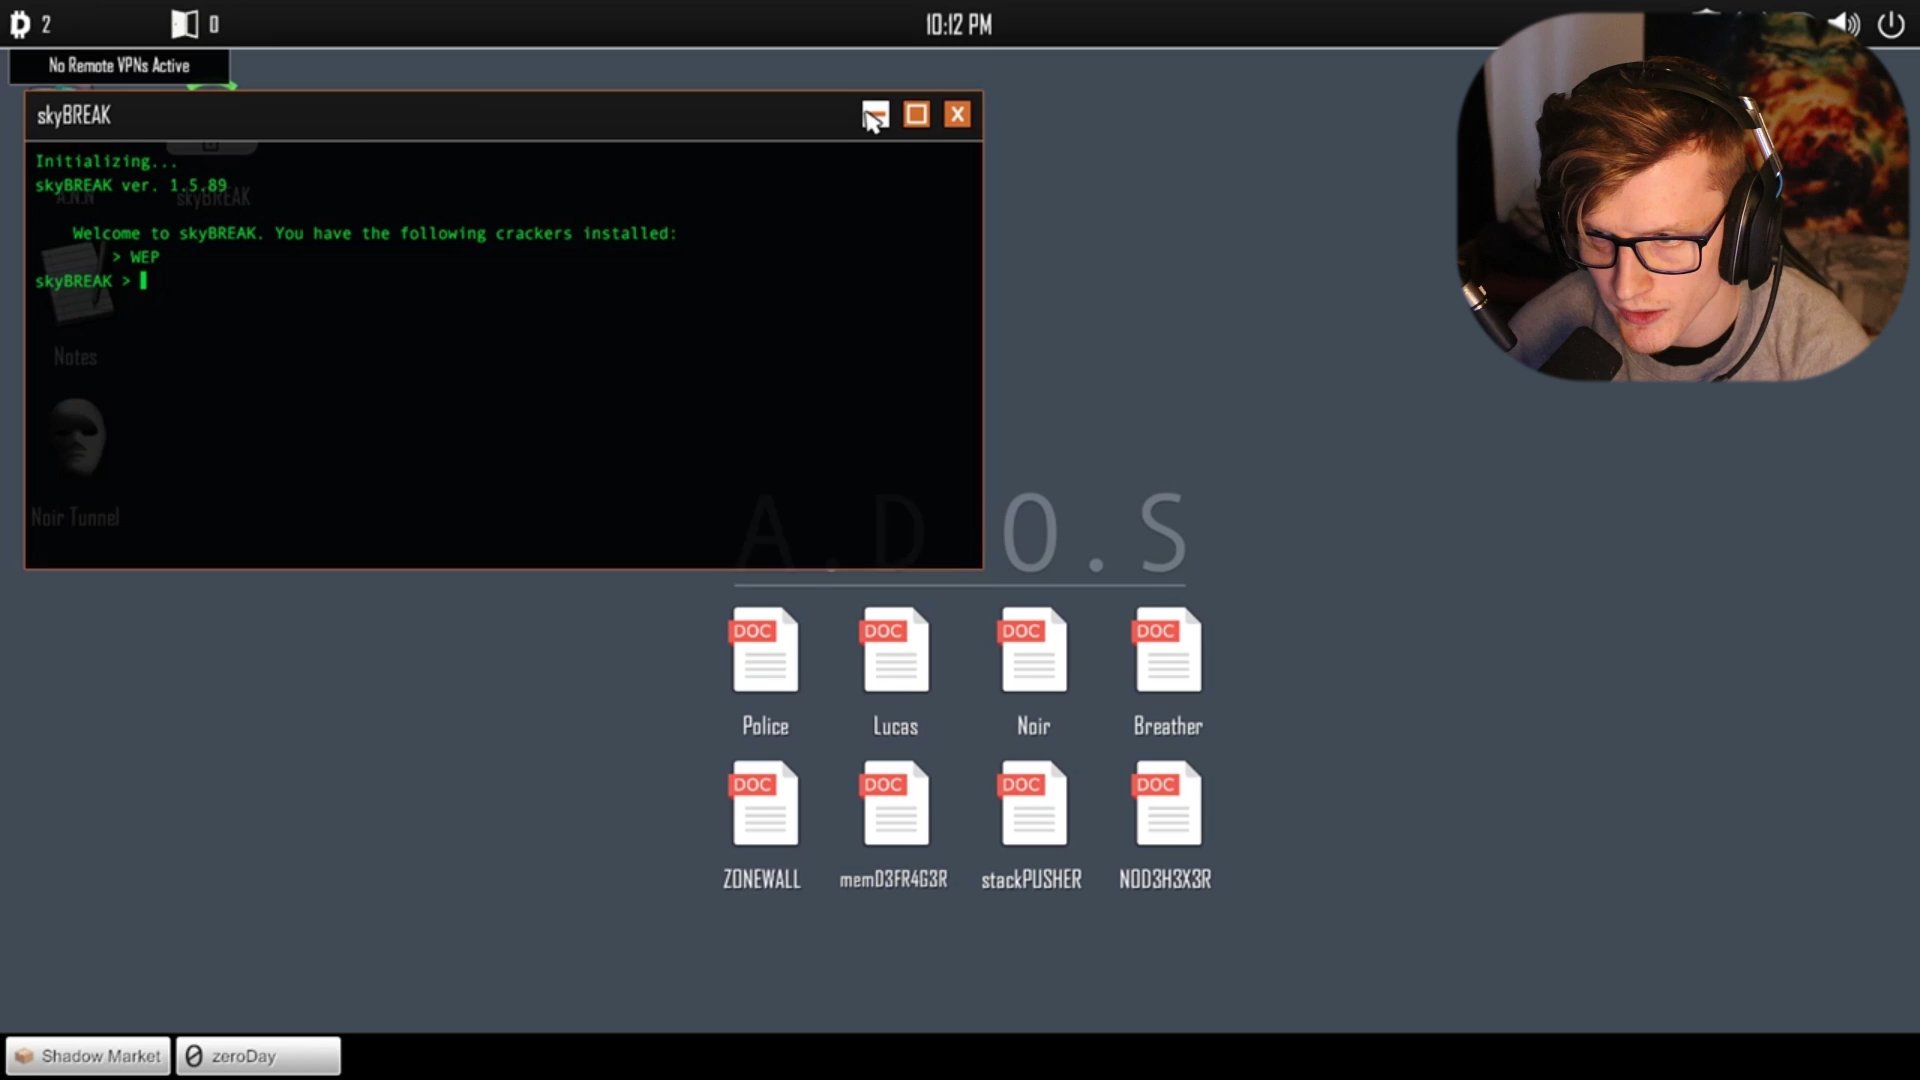 2
0
10:12 PM
No Remote VPNs Active
skyBREAK
Initializing...
skyBREAK ver. 1.5.89
A.N.N
skyBREAK
Welcome to skyBREAK. You have the following crackers installed:
> WEP
skyBREAK >
Notes
Noir Tunnel
A.D.O.S
DOC
DOC
DOC
DOC
Police
Lucas
Noir
Breather
DOC
DOC
DOC
DOC
ZONEWALL
memD3FR4G3R
stackPUSHER
NOD3H3X3R
Shadow Market
zeroDay